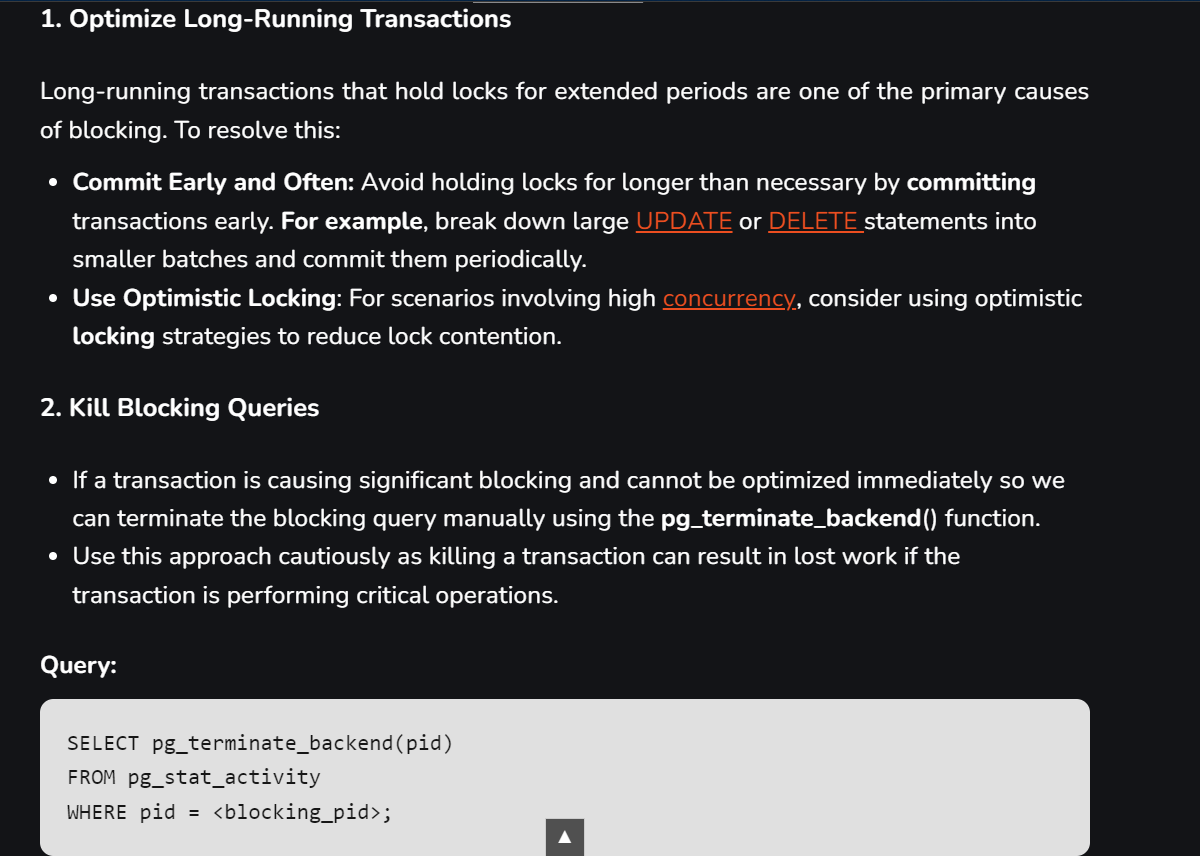 1. Optimize Long-Running Transactions
Long-running transactions that hold locks for extended periods are one of the primary causes
of blocking. To resolve this:
• Commit Early and Often: Avoid holding locks for longer than necessary by committing
transactions early. For example, break down large UPDATE or DELETE statements into
smaller batches and commit them periodically.
• Use Optimistic Locking: For scenarios involving high concurrency, consider using optimistic
locking strategies to reduce lock contention.
2. Kill Blocking Queries
• If a transaction is causing significant blocking and cannot be optimized immediately so we
can terminate the blocking query manually using the pg_terminate_backend() function.
• Use this approach cautiously as killing a transaction can result in lost work if the
transaction is performing critical operations.
Query:
SELECT pg_terminate_backend(pid)
FROM pg_stat_activity
WHERE pid = <blocking_pid>;